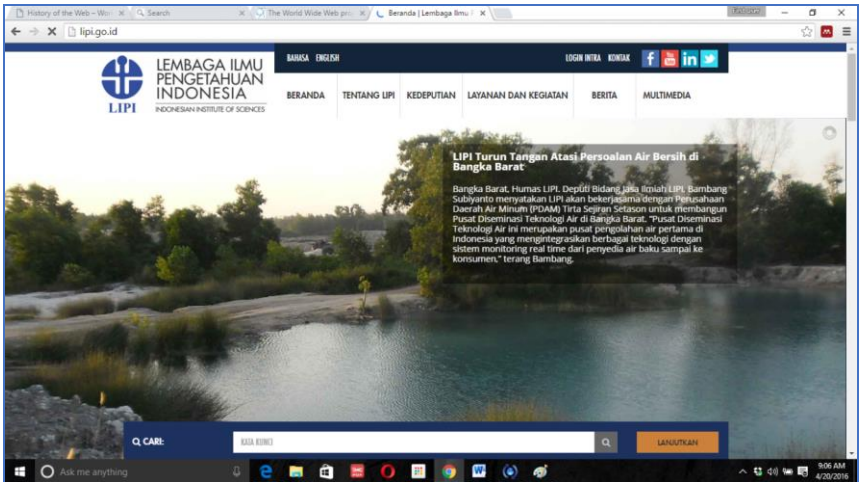 History of the Web – Worl
Search
The World Wide Web pro
Beranda | Lembaga Ilmu
lipi.go.id
LIPI
LEMBAGA ILMU
PENGETAHUAN
INDONESIA
INDONESIAN INSTITUTE OF SCIENCES
BAHASA ENGLISH
LOGIN INTRA KONTAK
BERANDA TENTANG LIPI KEDEPUTIAN LAYANAN DAN KEGIATAN BERITA MULTIMEDIA
LIPI Turun Tangan Atasi Persoalan Air Bersih di
Bangka Barat
Bangka Barat, Humas LIPI. Deputi Bidang Jasa Ilmiah LIPI, Bambang
Subiyanto menyatakan LIPI akan bekerjasama dengan Perusahaan
Daerah Air Minum (PDAM) Tirta Sejiran Setason untuk membangun
Pusat Diseminasi Teknologi Air di Bangka Barat. "Pusat Diseminasi
Teknologi Air ini merupakan pusat pengolahan air pertama di
Indonesia yang mengintegrasikan berbagai teknologi dengan
sistem monitoring real time dari penyedia air baku sampai ke
konsumen," terang Bambang.
CARI:
KATA KUNCI
LANJUTKAN
Ask me anything
9:06 AM
4/20/2016